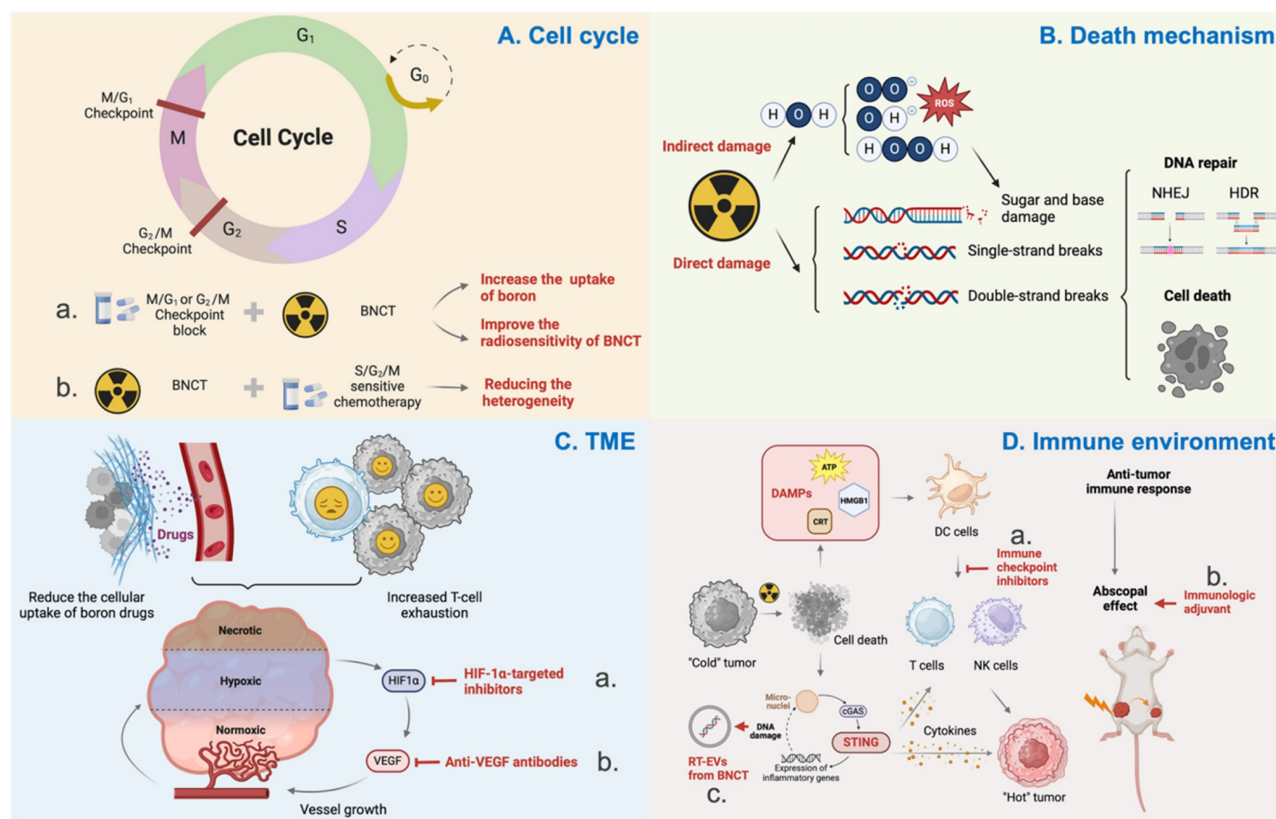 A. Cell cycle
G₁
G₀
M/G₁
Checkpoint
M
Cell Cycle
G₂/M
Checkpoint
G₂
S
a.
M/G₁ or G₂/M
Checkpoint
block
BNCT
Increase the uptake
of boron
Improve the
radiosensitivity of BNCT
b.
BNCT
S/G₂/M
sensitive
chemotherapy
Reducing the
heterogeneity
B. Death mechanism
H O H
O O ⊖
O H ⊖
H O O H
ROS
Indirect damage
Direct damage
Sugar and base
damage
Single-strand breaks
Double-strand breaks
DNA repair
NHEJ HDR
Cell death
C. TME
Drugs
Reduce the cellular
uptake of boron drugs
Increased T-cell
exhaustion
Necrotic
Hypoxic
Normoxic
HIF1α
HIF-1α-targeted
inhibitors
a.
VEGF
Anti-VEGF antibodies
b.
Vessel growth
D. Immune environment
DAMPs
ATP
HMGB1
CRT
DC cells
a.
Immune
checkpoint
inhibitors
"Cold" tumor
Cell death
T cells
NK cells
Micro-
nuclei
cGAS
STING
DNA
damage
Expression of
inflammatory genes
RT-EVs
from BNCT
c.
Cytokines
"Hot" tumor
Anti-tumor
immune response
Abscopal
effect
b.
Immunologic
adjuvant